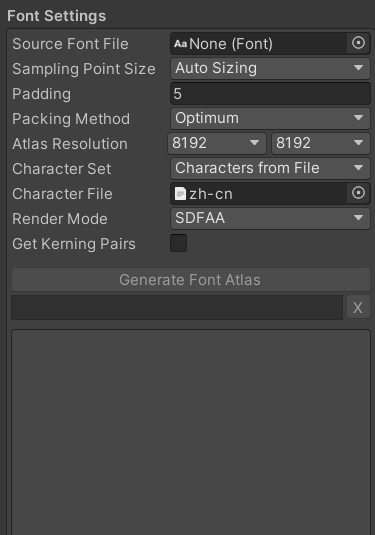 Font Settings
Source Font File Aa None (Font)
Sampling Point Size Auto Sizing
Padding 5
Packing Method Optimum
Atlas Resolution 8192 8192
Character Set Characters from File
Character File zh-cn
Render Mode SDFAA
Get Kerning Pairs
Generate Font Atlas
X